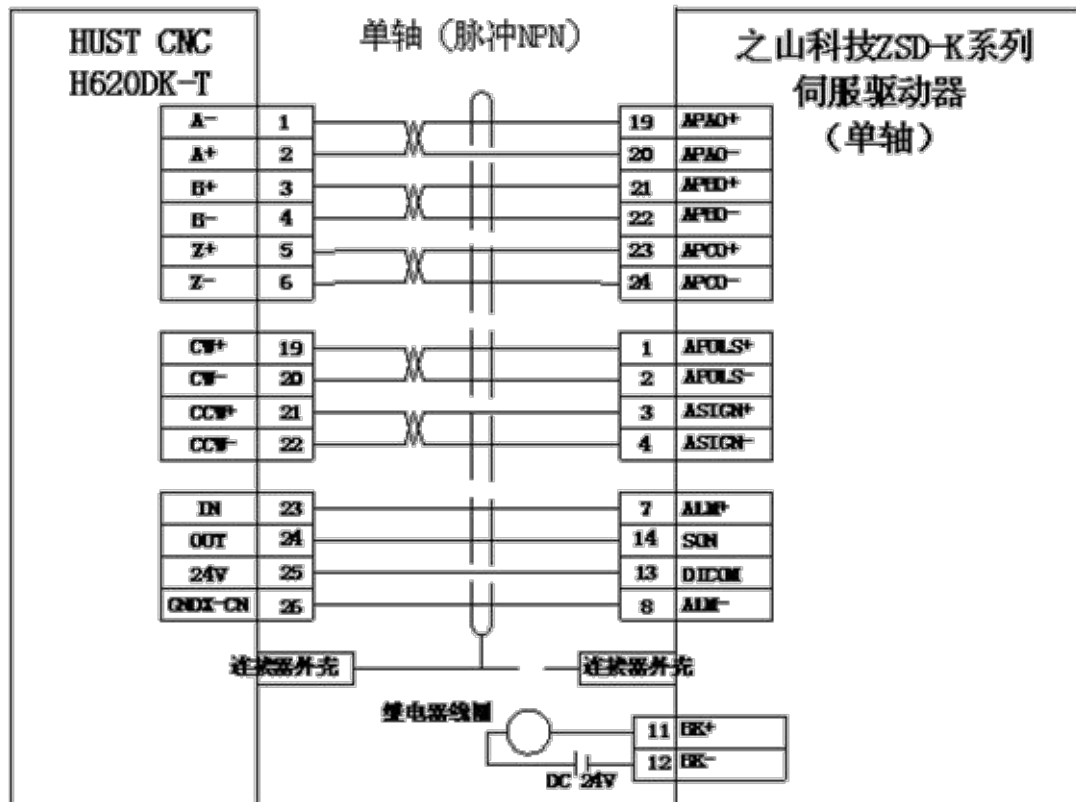 HUST CNC
H620DK-T
单轴（脉冲NPN）
之山科技ZSD-K系列
伺服驱动器
（单轴）
A- 1 19 APAO+
A+ 2 20 APAO-
B+ 3 21 APBO+
B- 4 22 APBO-
Z+ 5 23 APCO+
Z- 6 24 APCO-
CW+ 19 1 APULS+
CW- 20 2 APULS-
CCW+ 21 3 ASIGN+
CCW- 22 4 ASIGN-
IN 23 7 ALM+
OUT 24 14 SON
24V 25 13 DICOM
GNDX-CN 26 8 ALM-
连接器外壳 连接器外壳
继电器线圈
11 BK+
12 BK-
DC 24V